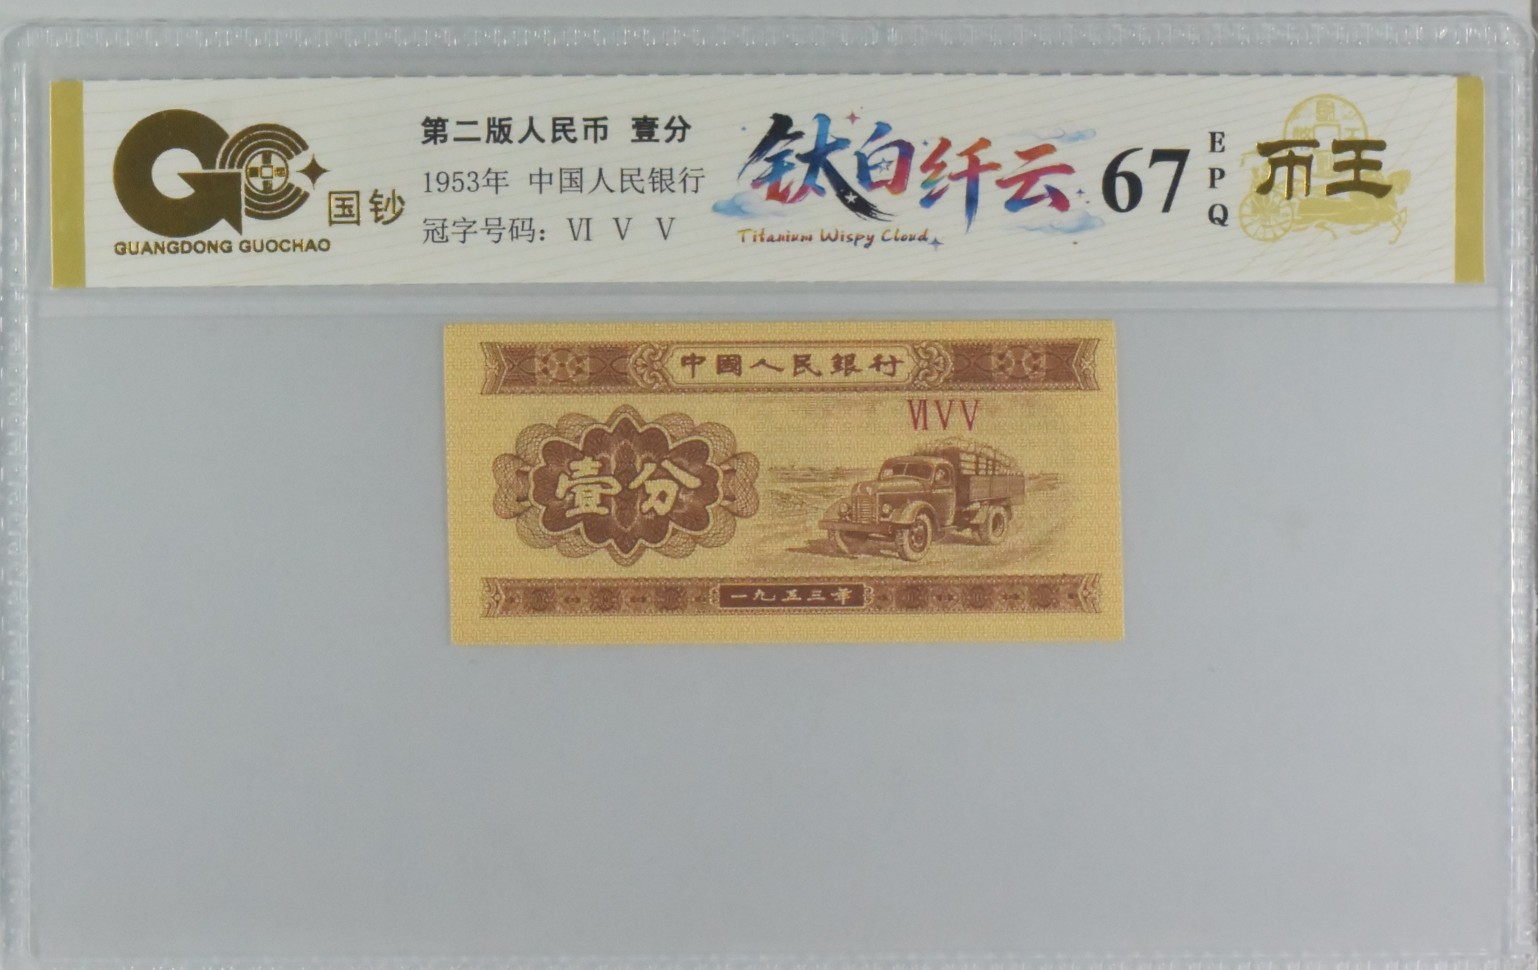 国钞
GUANGDONG GUOCHAO
第二版人民币 壹分
1953年 中国人民银行
冠字号码：Ⅵ Ⅴ Ⅴ
钛白纤云
Titanium Wispy Cloud
67
EPQ
币王
中國人民銀行
ⅥⅤⅤ
壹分
一九五三年